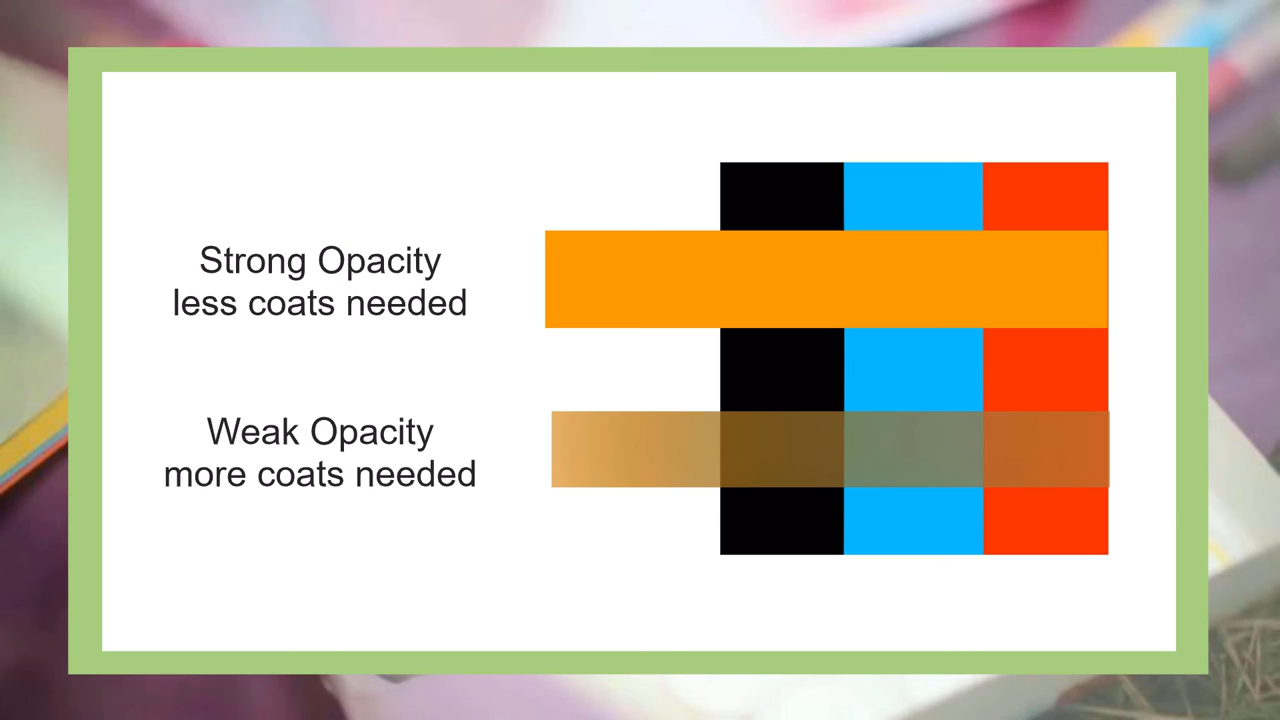 Strong Opacity
less coats needed
Weak Opacity
more coats needed